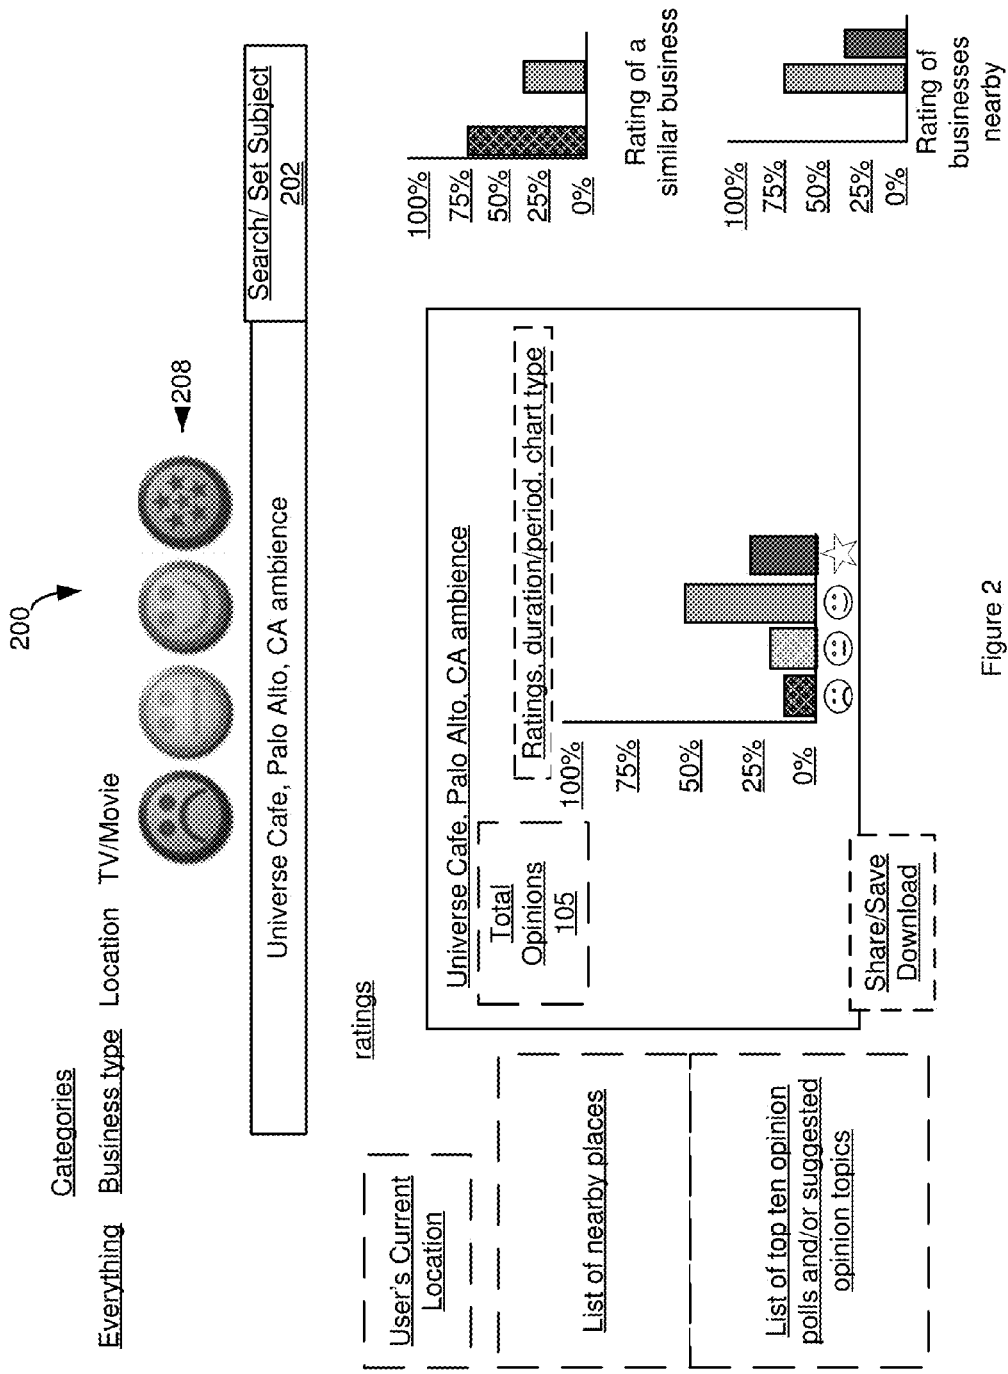 200
Categories
Everything Business type Location TV/Movie
208
Universe Cafe, Palo Alto, CA ambience
Search/ Set Subject
202
ratings
User's Current
Location
List of nearby places
List of top ten opinion
polls and/or suggested
opinion topics
Universe Cafe, Palo Alto, CA ambience
Total
Opinions
105
Ratings, duration/period, chart type
100%
75%
50%
25%
0%
Share/Save
Download
100%
75%
50%
25%
0%
Rating of a
similar business
100%
75%
50%
25%
0%
Rating of
businesses
nearby
Figure 2